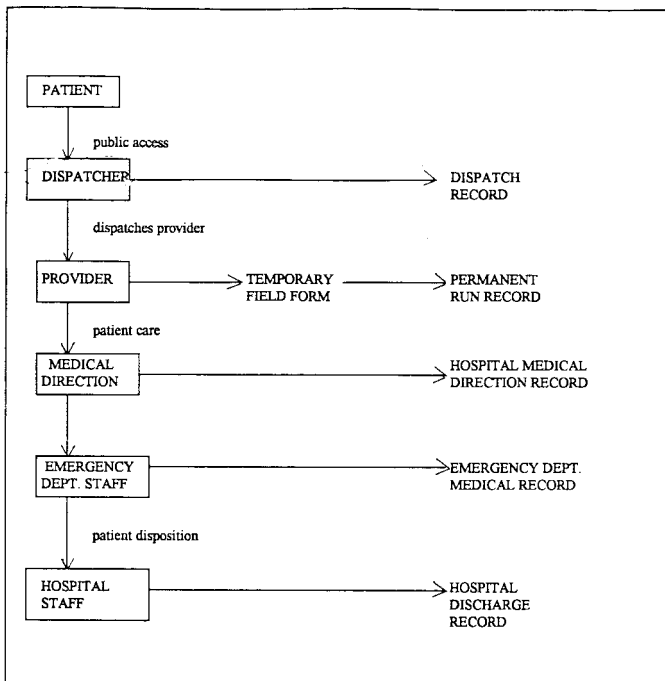 PATIENT
public access
DISPATCHER
DISPATCH
RECORD
dispatches provider
PROVIDER
TEMPORARY
FIELD FORM
PERMANENT
RUN RECORD
patient care
MEDICAL
DIRECTION
HOSPITAL MEDICAL
DIRECTION RECORD
EMERGENCY
DEPT. STAFF
EMERGENCY DEPT.
MEDICAL RECORD
patient disposition
HOSPITAL
STAFF
HOSPITAL
DISCHARGE
RECORD